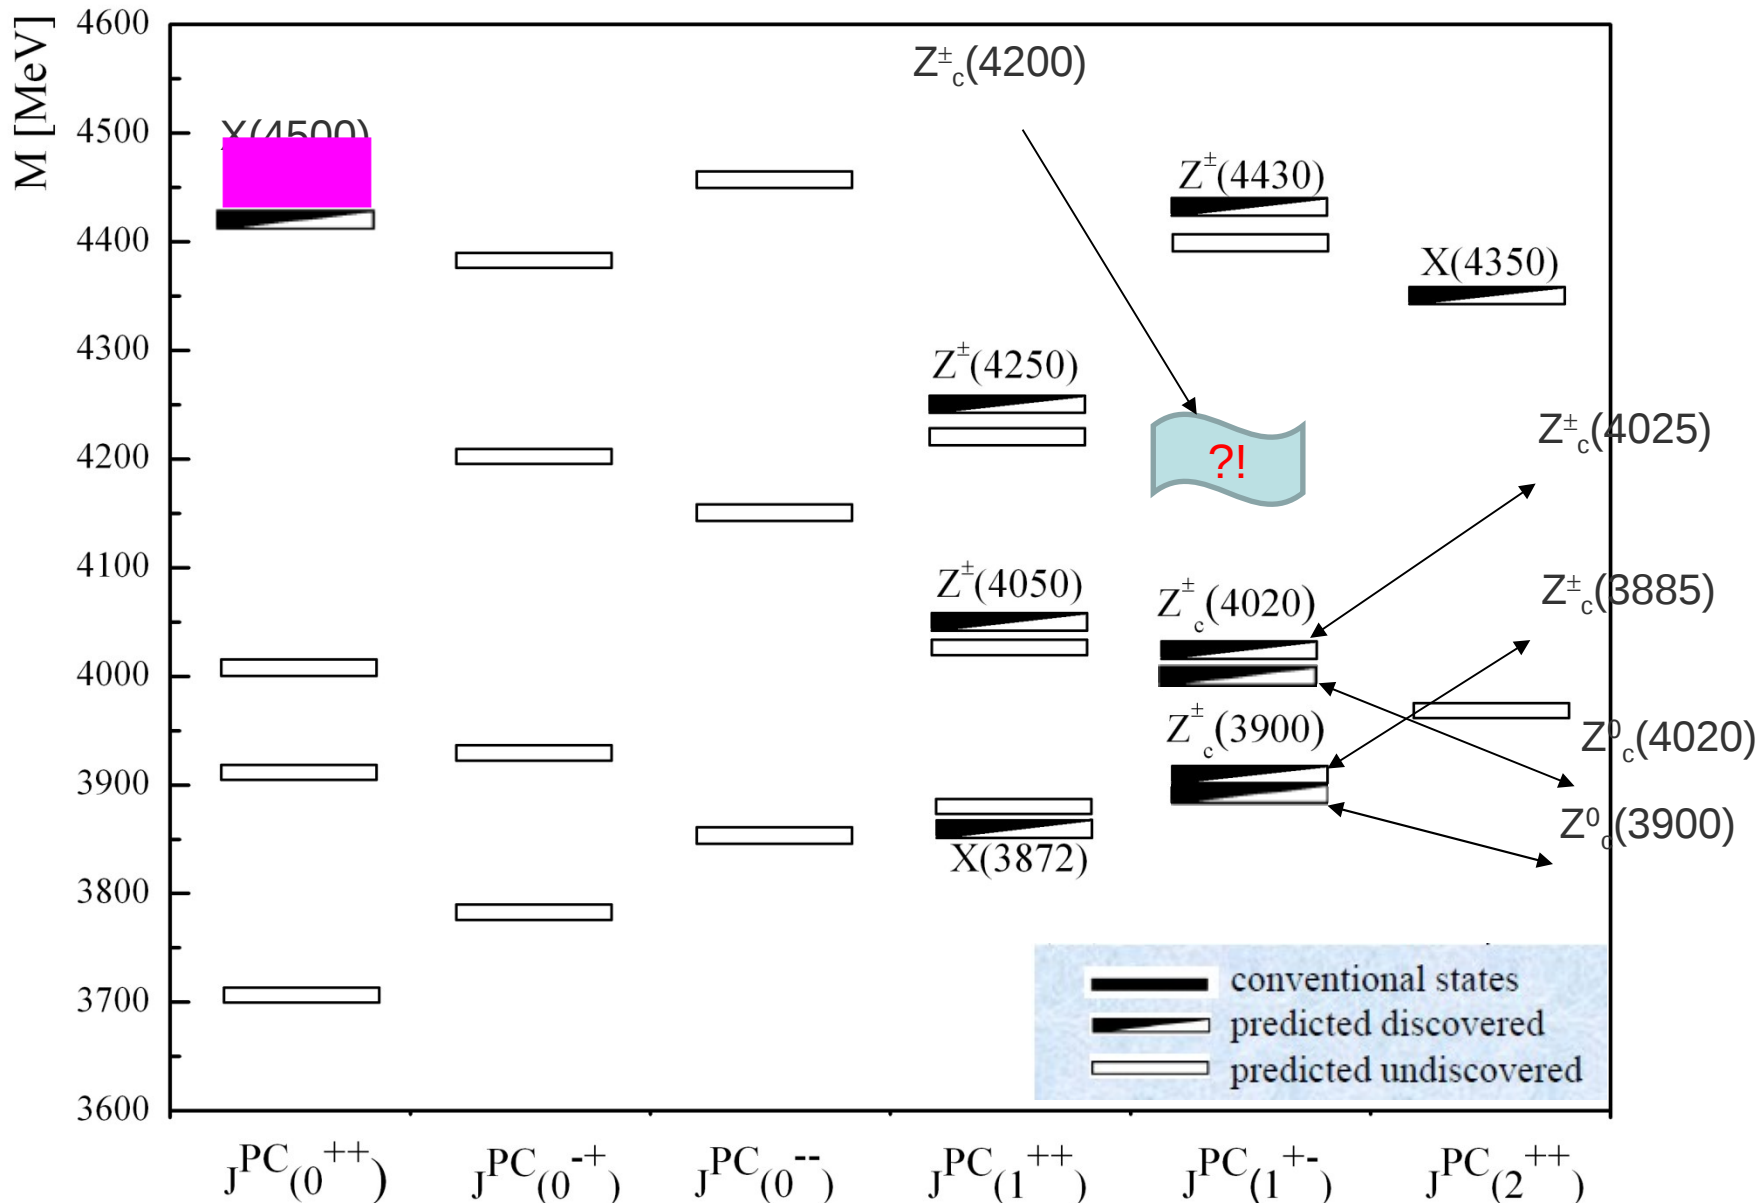 M [MeV]
4600
4500
4400
4300
4200
4100
4000
3900
3800
3700
3600
Z±c(4200)
X(4500)
Z±(4430)
X(4350)
Z±(4250)
Z±c(4025)
?!
Z±(4050)
Z±c(4020)
Z±c(3885)
Z±c(3900)
Z0c(4020)
Z0c(3900)
X(3872)
conventional states
predicted discovered
predicted undiscovered
JPC(0++)
JPC(0-+)
JPC(0--)
JPC(1++)
JPC(1+-)
JPC(2++)